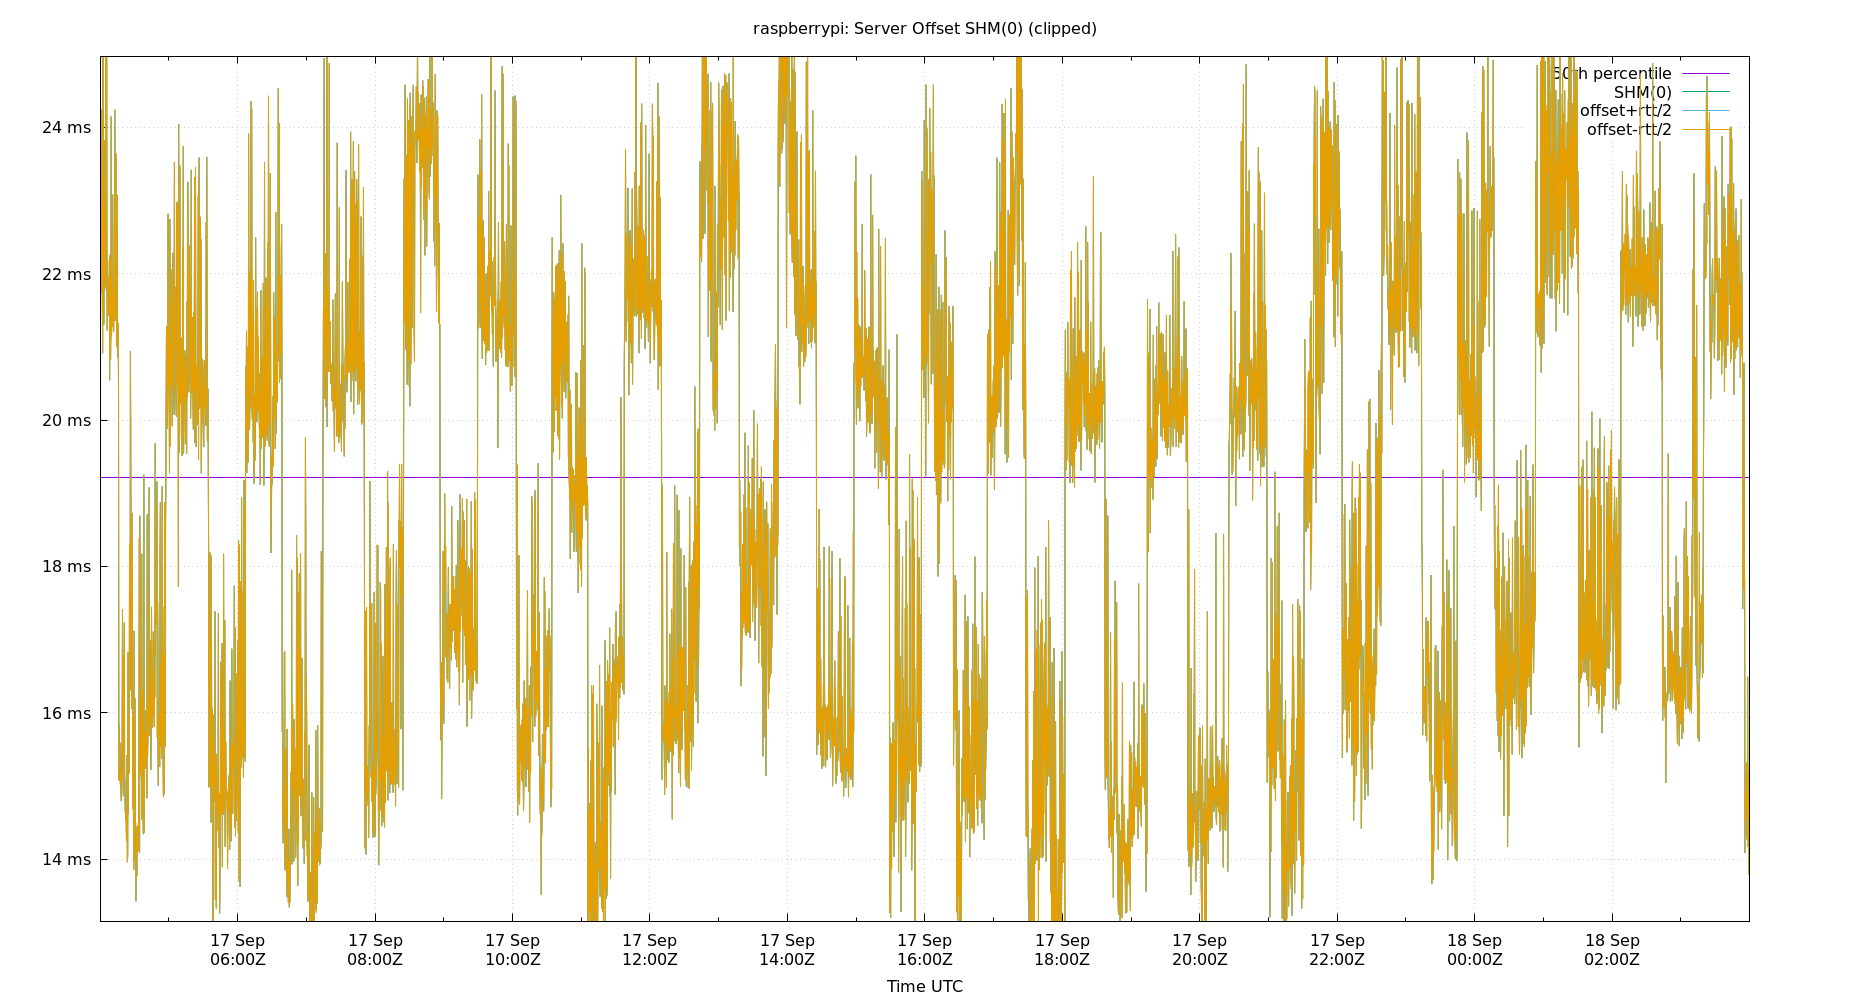 raspberrypi: Server Offset SHM(0) (clipped)
50th percentile
SHM(0)
offset+rtt/2
offset-rtt/2
24 ms
22 ms
20 ms
18 ms
16 ms
14 ms
17 Sep 17 Sep 17 Sep 17 Sep 17 Sep 17 Sep 17 Sep 17 Sep 17 Sep 18 Sep 18 Sep
06:00Z 08:00Z 10:00Z 12:00Z 14:00Z 16:00Z 18:00Z 20:00Z 22:00Z 00:00Z 02:00Z
Time UTC